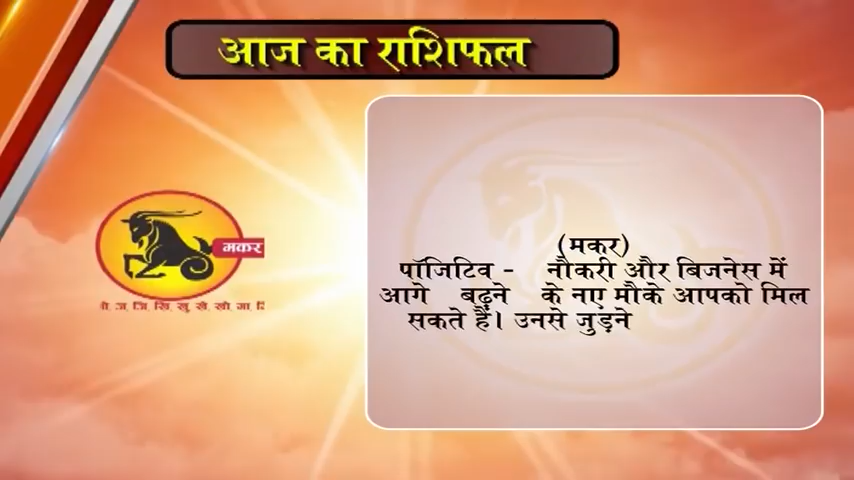 आज का राशिफल
(मकर)
पॉजिटिव - नौकरी और बिजनेस में
आगे बढ़ने के नए मौके आपको मिल
सकते हैं। उनसे जुड़ने
मकर
जे ज जि खि खु खे खो गा